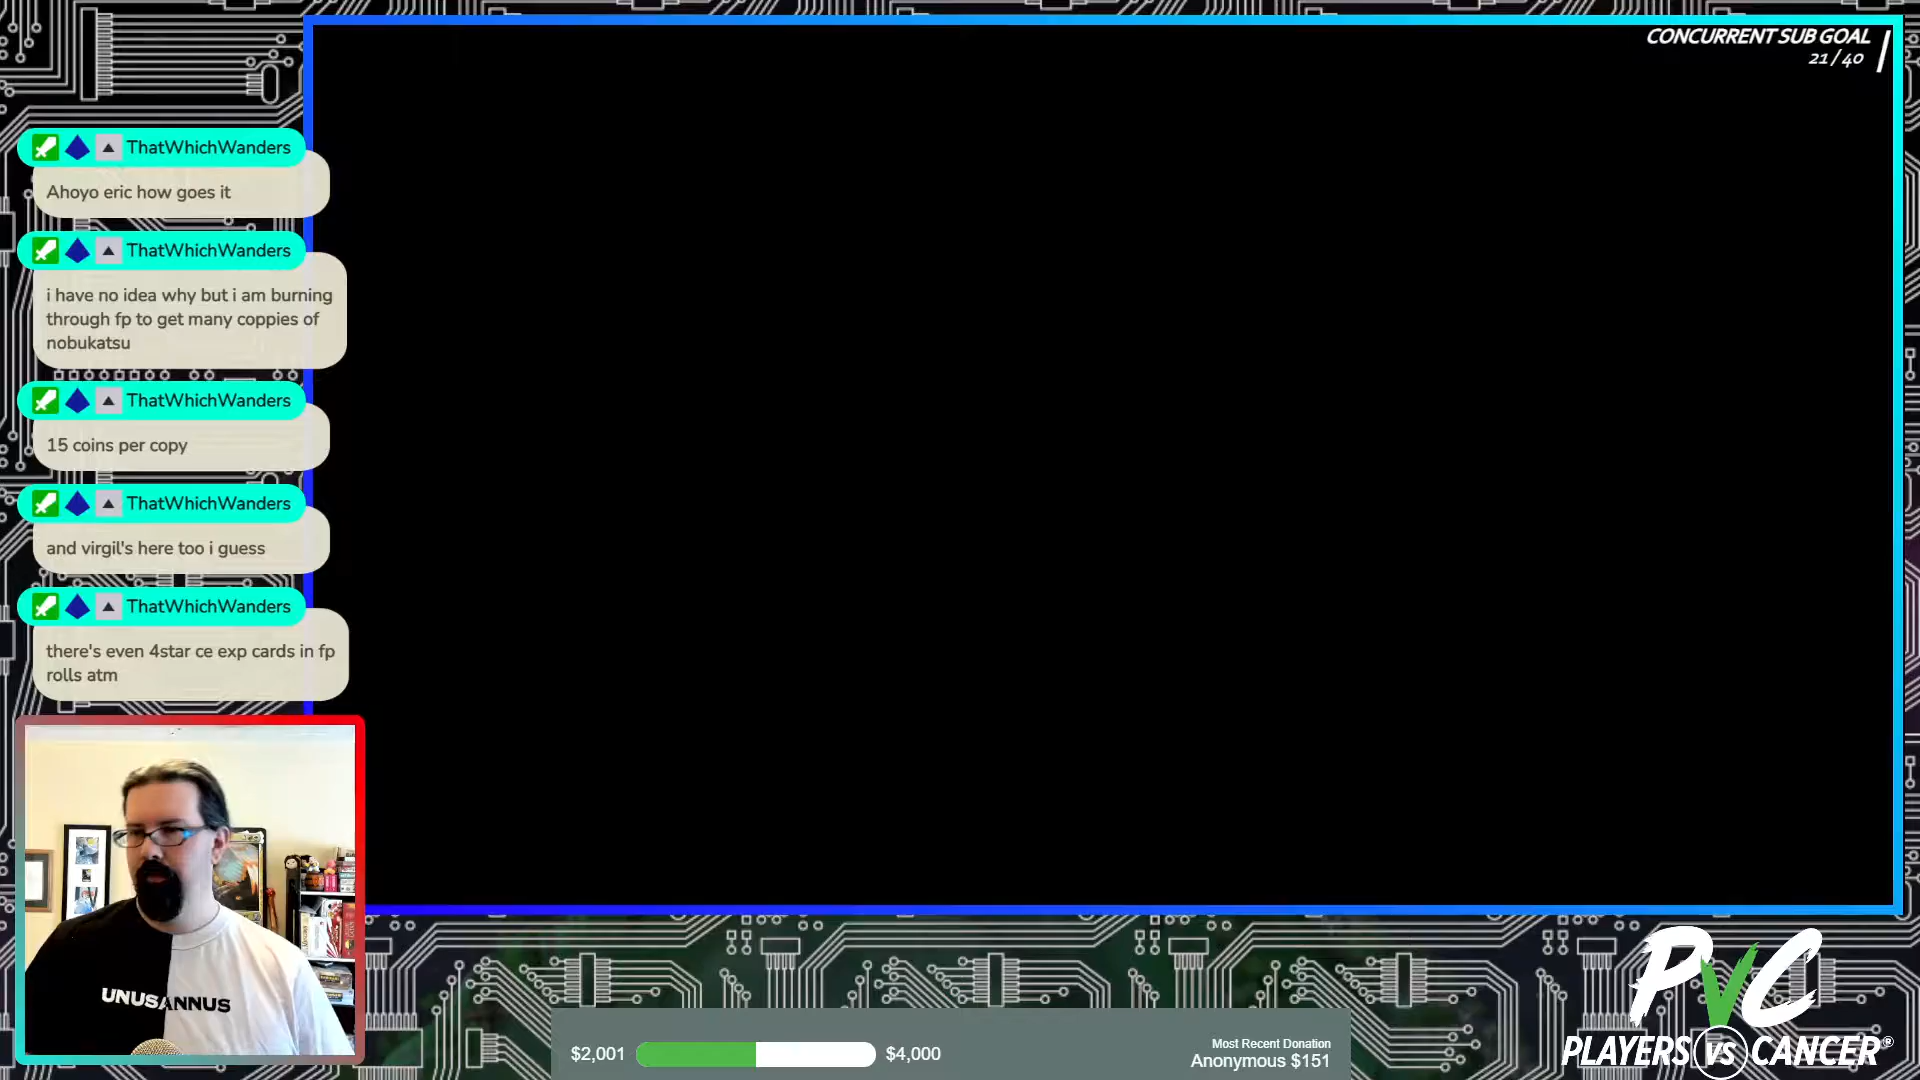 CONCURRENT SUB GOAL
21/40
ThatWhichWanders
Ahoyo eric how goes it
ThatWhichWanders
i have no idea why but i am burning
through fp to get many coppies of
nobukatsu
ThatWhichWanders
15 coins per copy
ThatWhichWanders
and virgil's here too i guess
ThatWhichWanders
there's even 4star ce exp cards in fp
rolls atm
UNUS ANNUS
$2,001
$4,000
Most Recent Donation
Anonymous $151
PVC
PLAYERS VS CANCER®